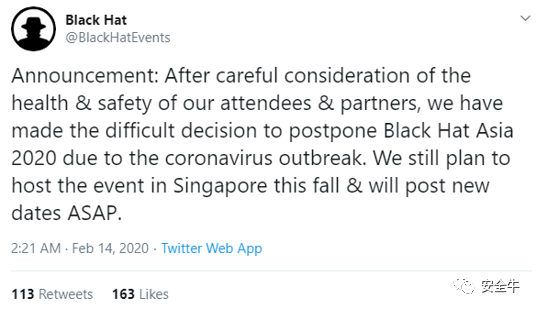 Black Hat
@BlackHatEvents
Announcement: After careful consideration of the
health & safety of our attendees & partners, we have
made the difficult decision to postpone Black Hat Asia
2020 due to the coronavirus outbreak. We still plan to
host the event in Singapore this fall & will post new
dates ASAP.
2:21 AM · Feb 14, 2020 · Twitter Web App
113 Retweets 163 Likes
安全牛